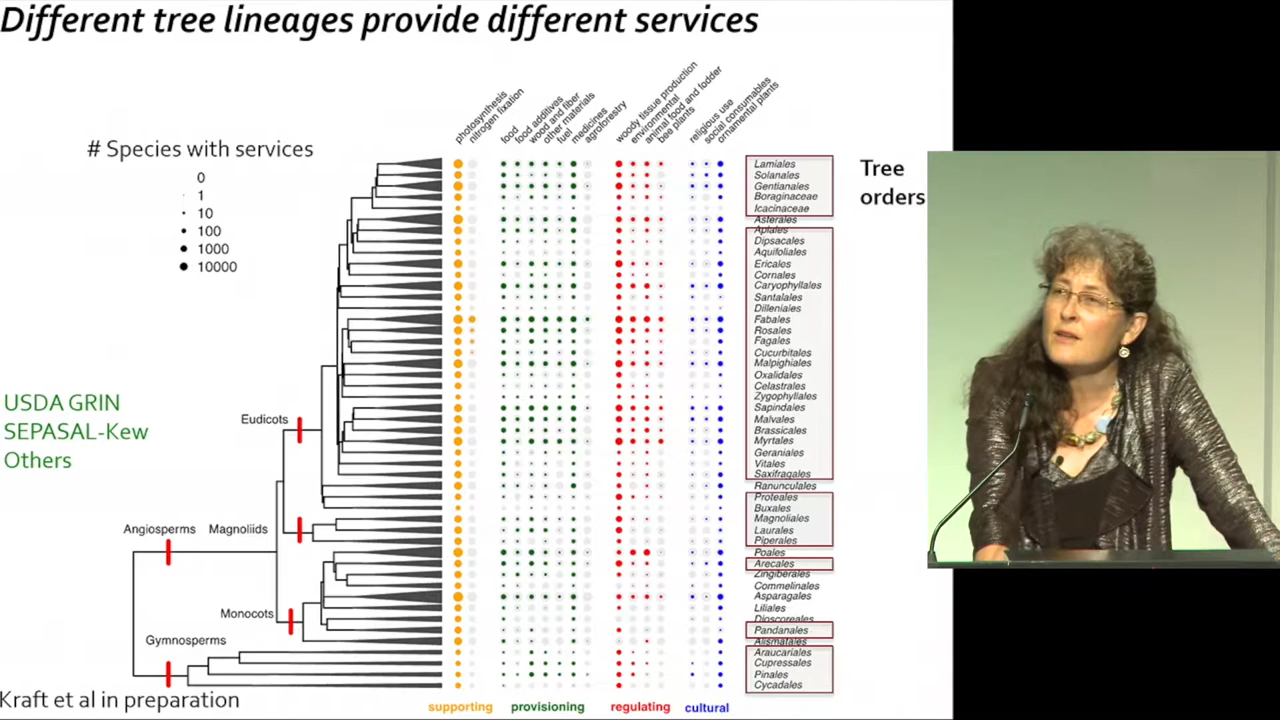 Different tree lineages provide different services
photosynthesis
nitrogen fixation
food
food additives
wood and fiber
other materials
fuel
medicines
agroforestry
woody tissue production
environmental
animal food and fodder
bee plants
religious use
social consumables
ornamental plants
# Species with services
0
1
10
100
1000
10000
Tree
orders
Lamiales
Solanales
Gentianales
Boraginaceae
Icacinaceae
Asterales
Apiales
Dipsacales
Aquifoliales
Ericales
Cornales
Caryophyllales
Santalales
Dilleniales
Fabales
Rosales
Fagales
Cucurbitales
Malpighiales
Oxalidales
Celastrales
Zygophyllales
Sapindales
Malvales
Brassicales
Myrtales
Geraniales
Vitales
Saxifragales
Ranunculales
Proteales
Buxales
Magnoliales
Laurales
Piperales
Poales
Arecales
Zingiberales
Commelinales
Asparagales
Liliales
Dioscoreales
Pandanales
Alismatales
Araucariales
Cupressales
Pinales
Cycadales
USDA GRIN
SEPASAL-Kew
Others
Eudicots
Angiosperms
Magnoliids
Monocots
Gymnosperms
Kraft et al in preparation
supporting
provisioning
regulating
cultural